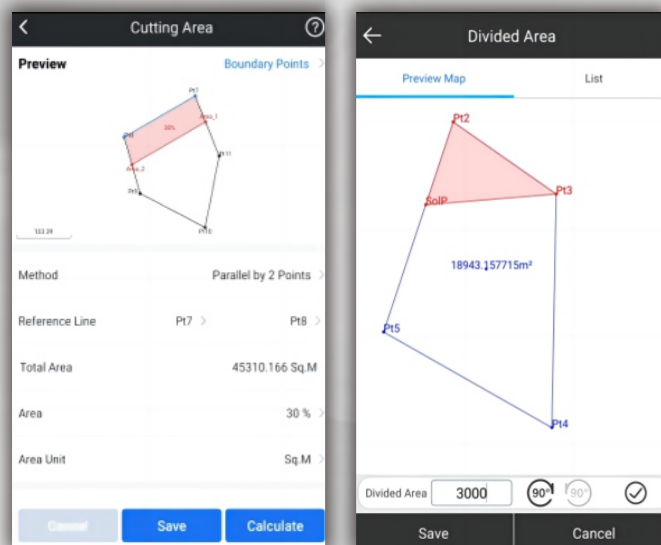 Cutting Area
?
Preview
Boundary Points
Pt7
30%
Area_1
Pt8
Area_2
Pt11
Pt9
Pt10
Method
Parallel by 2 Points
Reference Line
Pt7
Pt8
Total Area
45310.166 Sq.M
Area
30 %
Area Unit
Sq.M
Cancel
Save
Calculate
Divided Area
Preview Map
List
Pt2
Pt3
SolP
18943.157715m²
Pt5
Pt4
Divided Area
3000
90°
90°
Save
Cancel